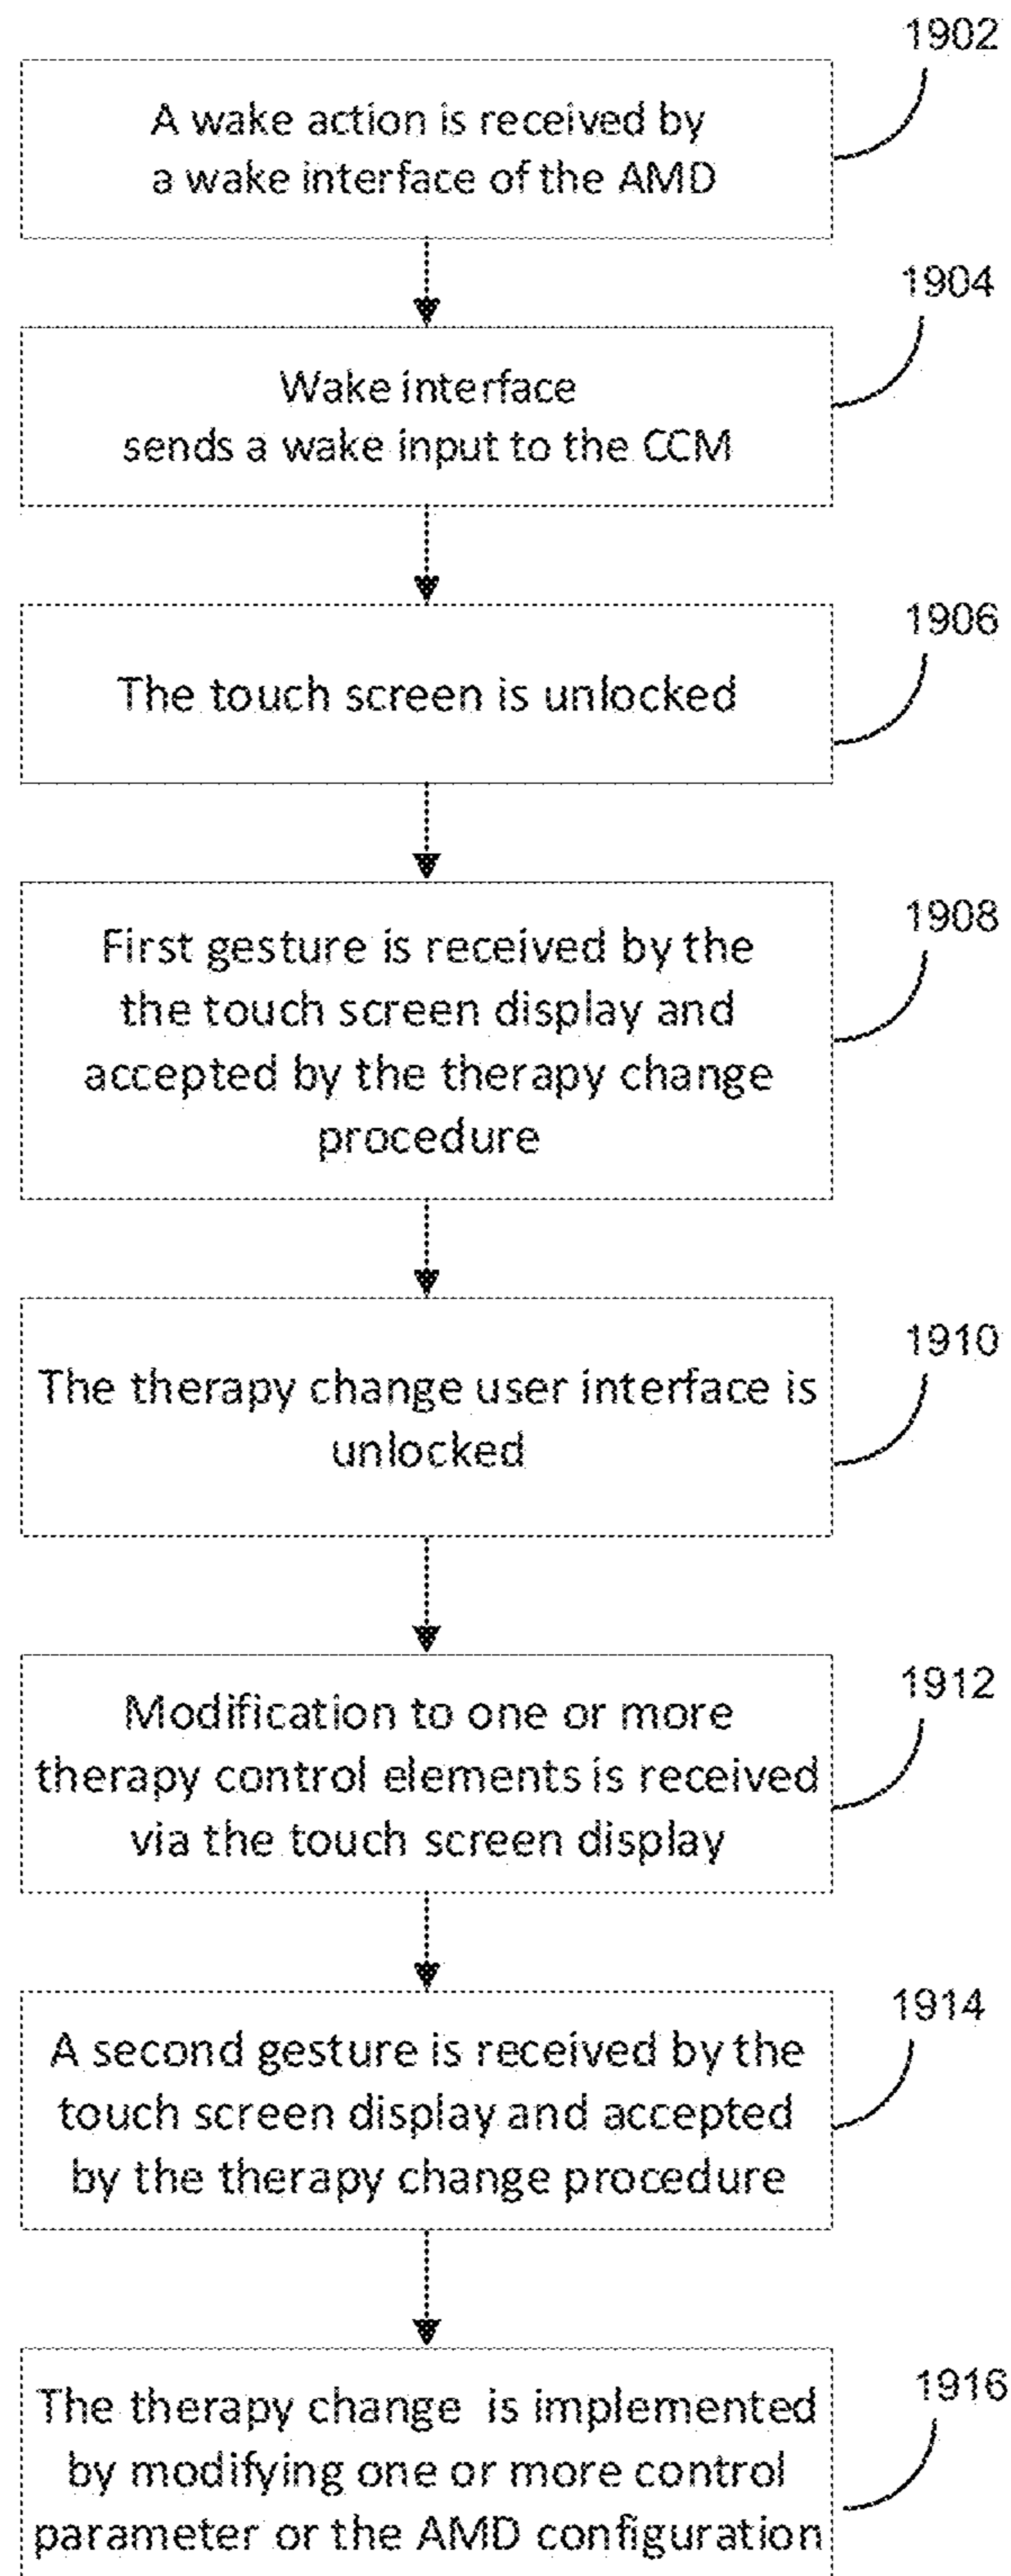 1902
A wake action is received by
a wake interface of the AMD
1904
Wake interface
sends a wake input to the CCM
1906
The touch screen is unlocked
1908
First gesture is received by the
the touch screen display and
accepted by the therapy change
procedure
1910
The therapy change user interface is
unlocked
1912
Modification to one or more
therapy control elements is received
via the touch screen display
1914
A second gesture is received by the
touch screen display and accepted
by the therapy change procedure
1916
The therapy change is implemented
by modifying one or more control
parameter or the AMD configuration